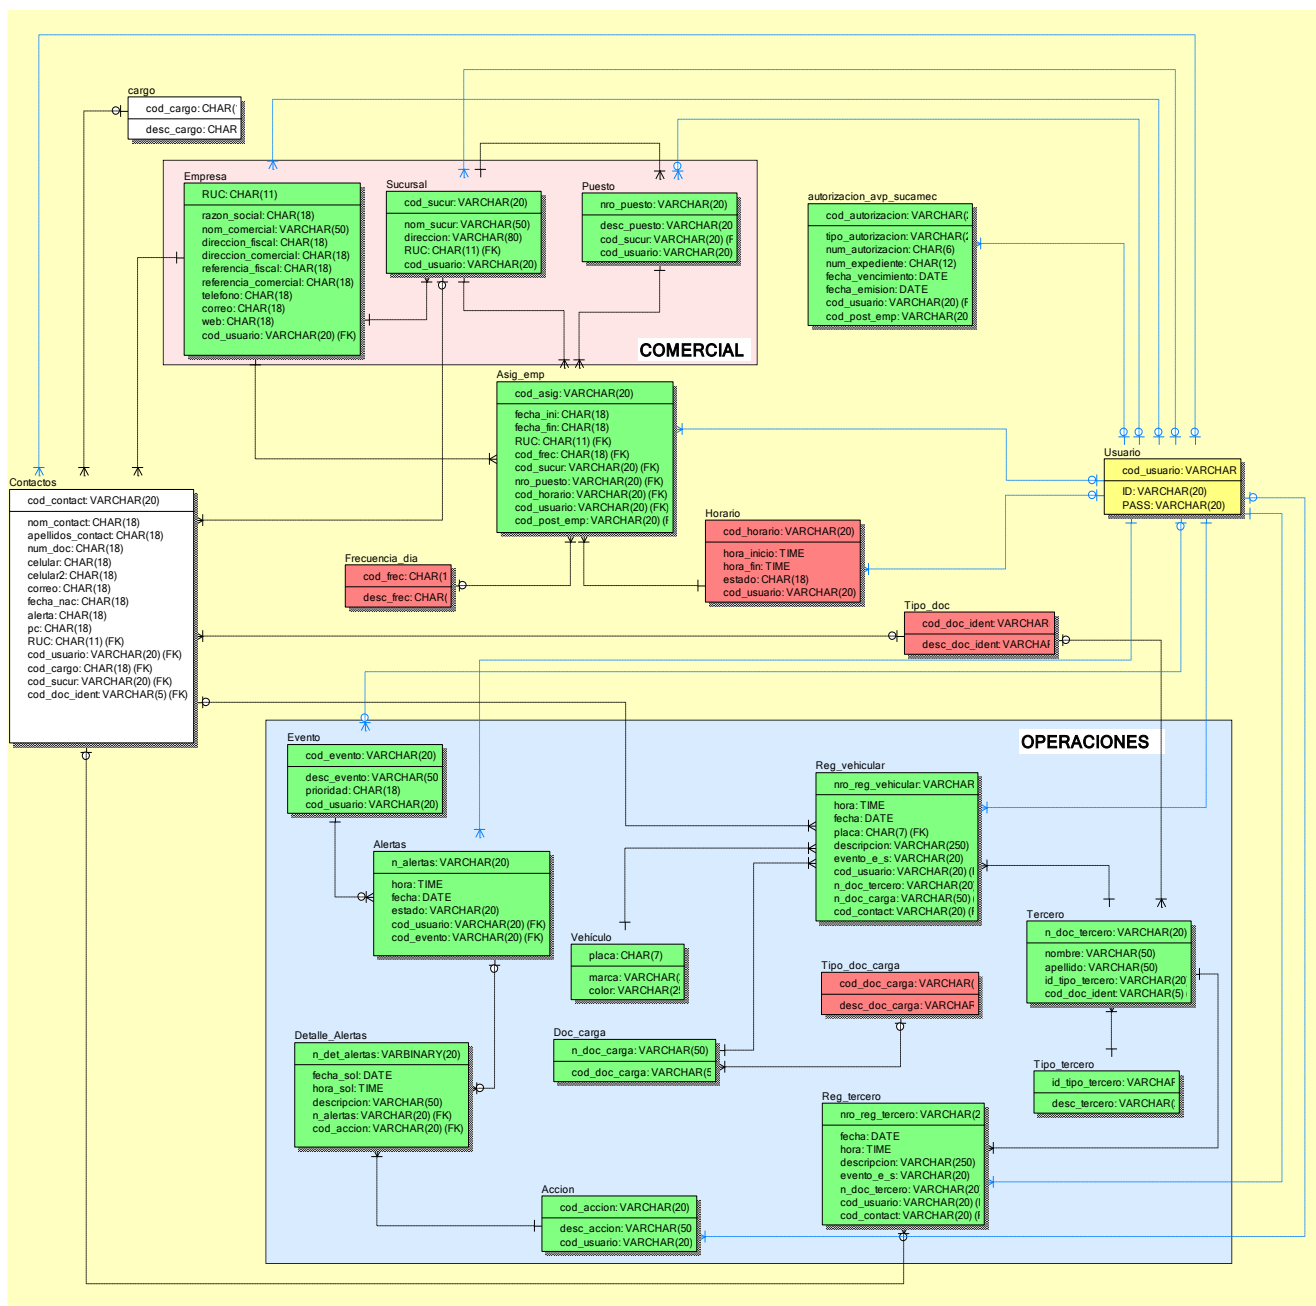 cargo
cod_cargo: CHAR(
desc_cargo: CHAR
Empresa
RUC: CHAR(11)
razon_social: CHAR(18)
nom_comercial: VARCHAR(50)
direccion_fiscal: CHAR(18)
direccion_comercial: CHAR(18)
referencia_fiscal: CHAR(18)
referencia_comercial: CHAR(18)
telefono: CHAR(18)
correo: CHAR(18)
web: CHAR(18)
cod_usuario: VARCHAR(20) (FK)
Sucursal
cod_sucur: VARCHAR(20)
nom_sucur: VARCHAR(50)
direccion: VARCHAR(80)
RUC: CHAR(11) (FK)
cod_usuario: VARCHAR(20)
Puesto
nro_puesto: VARCHAR(20)
desc_puesto: VARCHAR(20
cod_sucur: VARCHAR(20) (F
cod_usuario: VARCHAR(20)
COMERCIAL
autorizacion_avp_sucamec
cod_autorizacion: VARCHAR(
tipo_autorizacion: VARCHAR(
num_autorizacion: CHAR(6)
num_expediente: CHAR(12)
fecha_vencimiento: DATE
fecha_emision: DATE
cod_usuario: VARCHAR(20) (F
cod_post_emp: VARCHAR(20
Asig_emp
cod_asig: VARCHAR(20)
fecha_ini: CHAR(18)
fecha_fin: CHAR(18)
RUC: CHAR(11) (FK)
cod_frec: CHAR(18) (FK)
cod_sucur: VARCHAR(20) (FK)
nro_puesto: VARCHAR(20) (FK)
cod_horario: VARCHAR(20) (FK)
cod_usuario: VARCHAR(20) (FK)
cod_post_emp: VARCHAR(20) (F
Usuario
cod_usuario: VARCHAR
ID: VARCHAR(20)
PASS: VARCHAR(20)
Contactos
cod_contact: VARCHAR(20)
nom_contact: CHAR(18)
apellidos_contact: CHAR(18)
num_doc: CHAR(18)
celular: CHAR(18)
celular2: CHAR(18)
correo: CHAR(18)
fecha_nac: CHAR(18)
alerta: CHAR(18)
pc: CHAR(18)
RUC: CHAR(11) (FK)
cod_usuario: VARCHAR(20) (FK)
cod_cargo: CHAR(18) (FK)
cod_sucur: VARCHAR(20) (FK)
cod_doc_ident: VARCHAR(5) (FK)
Horario
cod_horario: VARCHAR(20)
hora_inicio: TIME
hora_fin: TIME
estado: CHAR(18)
cod_usuario: VARCHAR(20)
Frecuencia_dia
cod_frec: CHAR(1
desc_frec: CHAR(
Tipo_doc
cod_doc_ident: VARCHAR
desc_doc_ident: VARCHAR
OPERACIONES
Evento
cod_evento: VARCHAR(20)
desc_evento: VARCHAR(50
prioridad: CHAR(18)
cod_usuario: VARCHAR(20)
Reg_vehicular
nro_reg_vehicular: VARCHAR
hora: TIME
fecha: DATE
placa: CHAR(7) (FK)
descripcion: VARCHAR(250)
evento_e_s: VARCHAR(20)
cod_usuario: VARCHAR(20) (
n_doc_tercero: VARCHAR(20
n_doc_carga: VARCHAR(50) (
cod_contact: VARCHAR(20) (F
Alertas
n_alertas: VARCHAR(20)
hora: TIME
fecha: DATE
estado: VARCHAR(20)
cod_usuario: VARCHAR(20) (FK)
cod_evento: VARCHAR(20) (FK)
Vehículo
placa: CHAR(7)
marca: VARCHAR(
color: VARCHAR(2
Tercero
n_doc_tercero: VARCHAR(20)
nombre: VARCHAR(50)
apellido: VARCHAR(50)
id_tipo_tercero: VARCHAR(20
cod_doc_ident: VARCHAR(5)
Tipo_doc_carga
cod_doc_carga: VARCHAR(
desc_doc_carga: VARCHAR
Detalle_Alertas
n_det_alertas: VARBINARY(20)
fecha_sol: DATE
hora_sol: TIME
descripcion: VARCHAR(50)
n_alertas: VARCHAR(20) (FK)
cod_accion: VARCHAR(20) (FK)
Doc_carga
n_doc_carga: VARCHAR(50)
cod_doc_carga: VARCHAR(5
Tipo_tercero
id_tipo_tercero: VARCHAR
desc_tercero: VARCHAR(
Reg_tercero
nro_reg_tercero: VARCHAR(2
fecha: DATE
hora: TIME
descripcion: VARCHAR(250)
evento_e_s: VARCHAR(20)
n_doc_tercero: VARCHAR(20
cod_usuario: VARCHAR(20) (
cod_contact: VARCHAR(20) (F
Accion
cod_accion: VARCHAR(20)
desc_accion: VARCHAR(50
cod_usuario: VARCHAR(20)